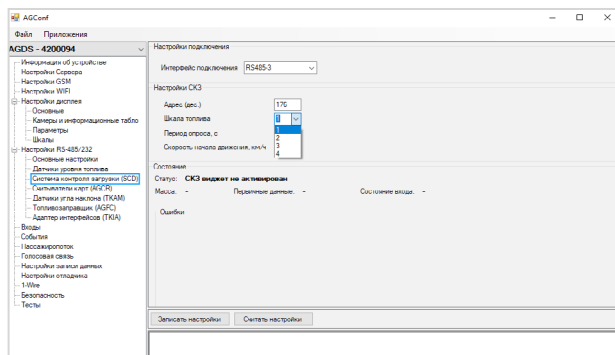 AGConf
Файл Приложения
AGDS - 4200094
Информация об устройстве
Настройки Сервера
Настройки GSM
Настройки WIFI
Настройки дисплея
Основные
Камеры и информационные табло
Параметры
Шкалы
Настройки RS-485/232
Основные настройки
Датчики уровня топлива
Система контроля загрузки (SCD)
Считыватели карт (AGCR)
Датчики угла наклона (TKAM)
Топливозаправщик (AGFC)
Адаптер интерфейсов (TKIA)
Входы
События
Пассажиропоток
Голосовая связь
Настройки записи данных
Настройки отладчика
1-Wire
Безопасность
Тесты
Настройки подключения
Интерфейс подключения RS485-3
Настройки СКЗ
Адрес (дес.) 176
Шкала топлива 1
Период опроса, с 1
2
Скорость начала движения, км/ч 3
4
Состояние
Статус: СКЗ виджет не активирован
Масса: - Первичные данные: - Состояние входа: -
Ошибки
Записать настройки Считать настройки